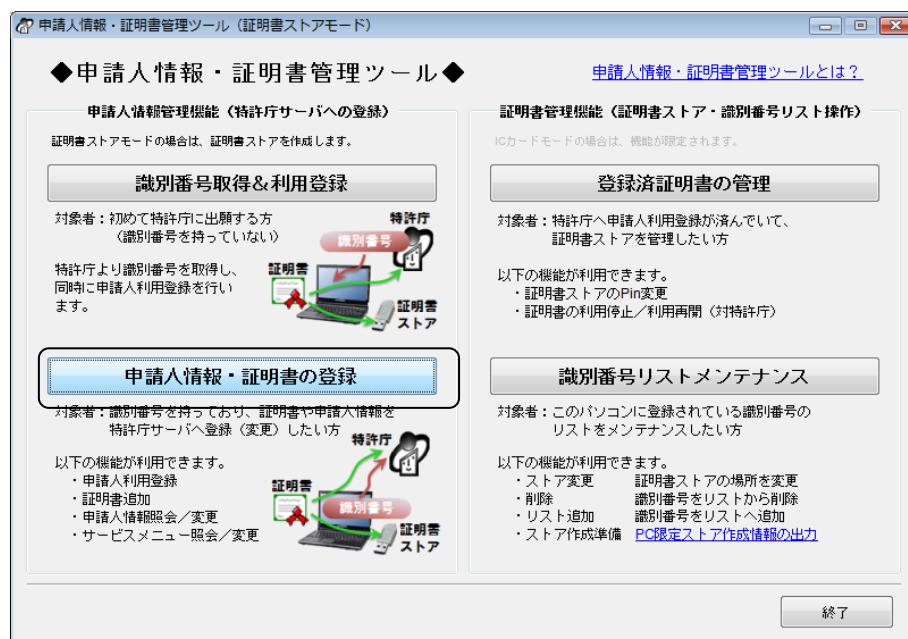 申請人情報・証明書管理ツール（証明書ストアモード）
◆申請人情報・証明書管理ツール◆
申請人情報・証明書管理ツールとは？
申請人情報管理機能（特許庁サーバへの登録）
証明書ストアモードの場合は、証明書ストアを作成します。
識別番号取得＆利用登録
対象者：初めて特許庁に出願する方
（識別番号を持っていない）
特許庁より識別番号を取得し、
同時に申請人利用登録を行い
ます。
特許庁
識別番号
証明書
証明書
ストア
申請人情報・証明書の登録
対象者：識別番号を持っており、証明書や申請人情報を
特許庁サーバへ登録（変更）したい方
以下の機能が利用できます。
・申請人利用登録
・証明書追加
・申請人情報照会／変更
・サービスメニュー照会／変更
特許庁
証明書
識別番号
証明書
ストア
証明書管理機能（証明書ストア・識別番号リスト操作）
ICカードモードの場合は、機能が限定されます。
登録済証明書の管理
対象者：特許庁へ申請人利用登録が済んでいて、
証明書ストアを管理したい方
以下の機能が利用できます。
・証明書ストアのPin変更
・証明書の利用停止／利用再開（対特許庁）
識別番号リストメンテナンス
対象者：このパソコンに登録されている識別番号の
リストをメンテナンスしたい方
以下の機能が利用できます。
・ストア変更 証明書ストアの場所を変更
・削除 識別番号をリストから削除
・リスト追加 識別番号をリストへ追加
・ストア作成準備 PC限定ストア作成情報の出力
終了